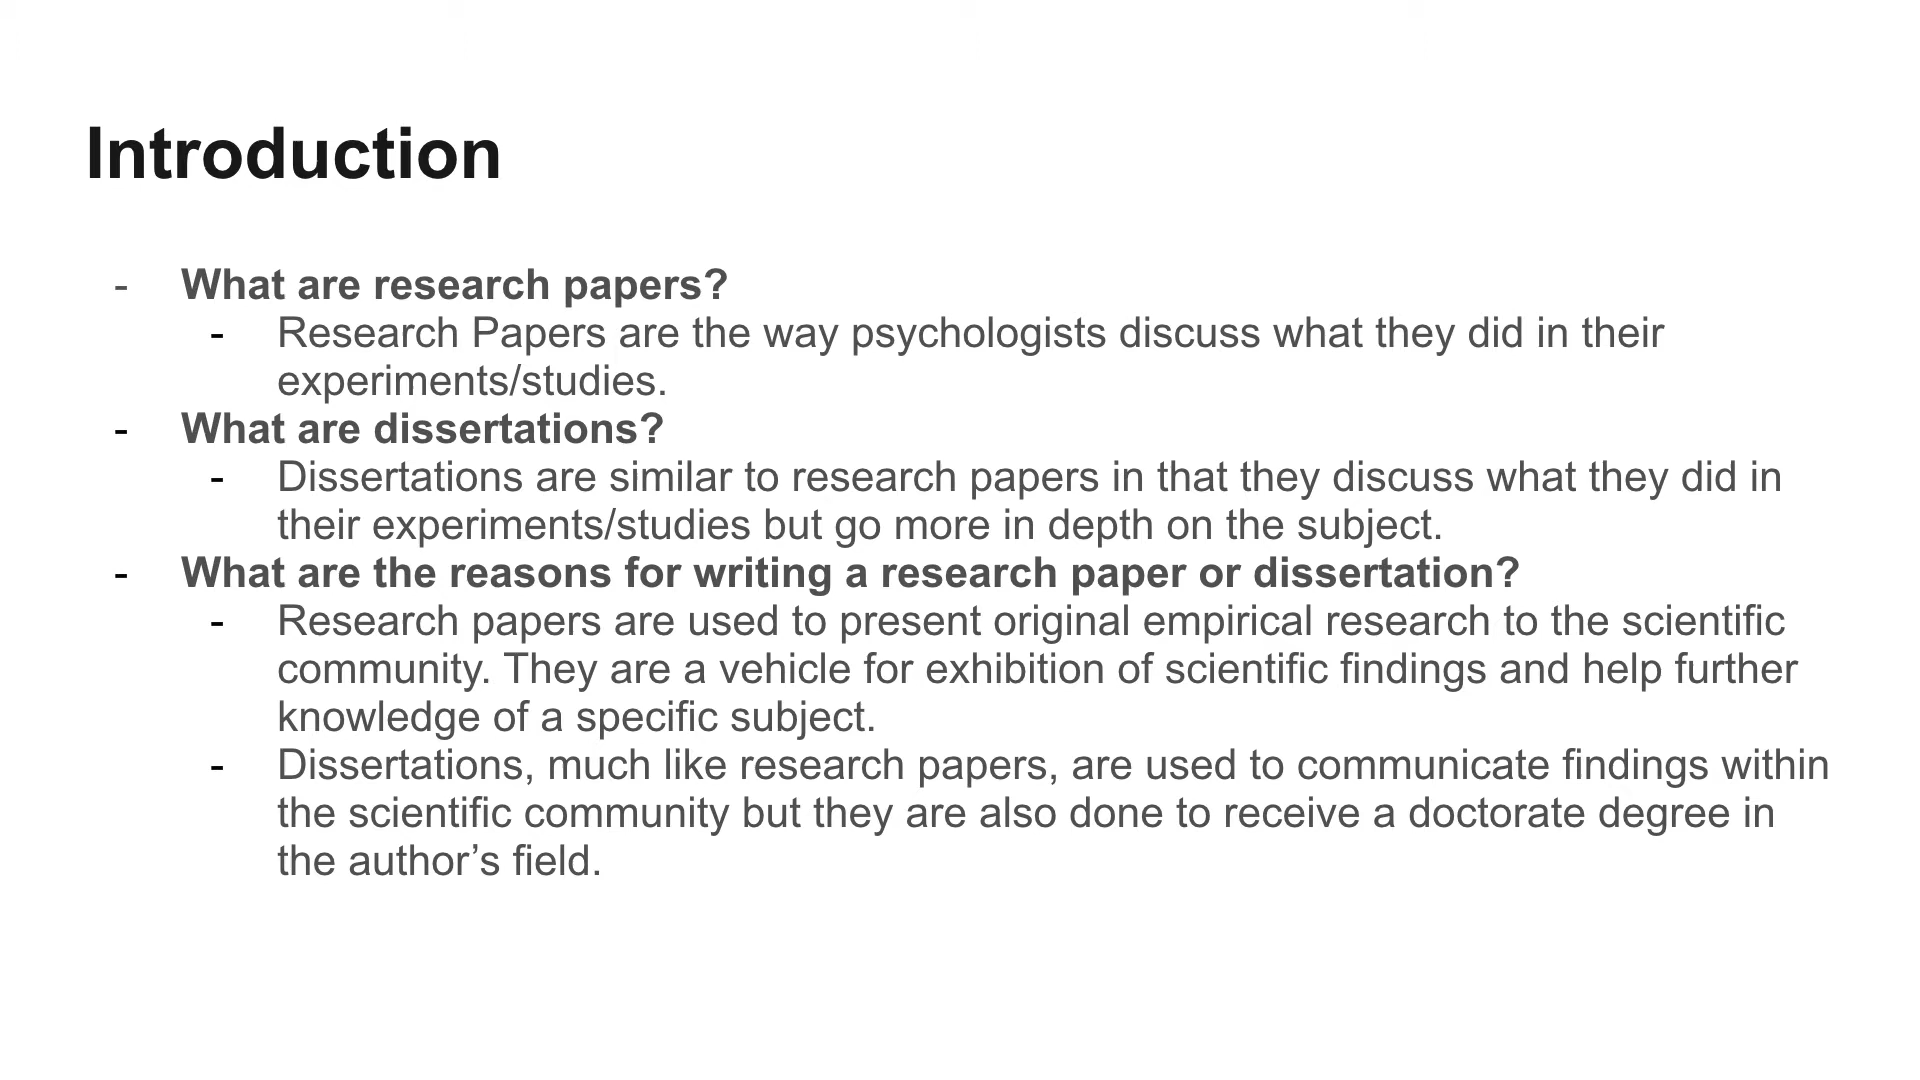 Introduction
- What are research papers?
- Research Papers are the way psychologists discuss what they did in their
experiments/studies.
- What are dissertations?
- Dissertations are similar to research papers in that they discuss what they did in
their experiments/studies but go more in depth on the subject.
- What are the reasons for writing a research paper or dissertation?
- Research papers are used to present original empirical research to the scientific
community. They are a vehicle for exhibition of scientific findings and help further
knowledge of a specific subject.
- Dissertations, much like research papers, are used to communicate findings within
the scientific community but they are also done to receive a doctorate degree in
the author’s field.